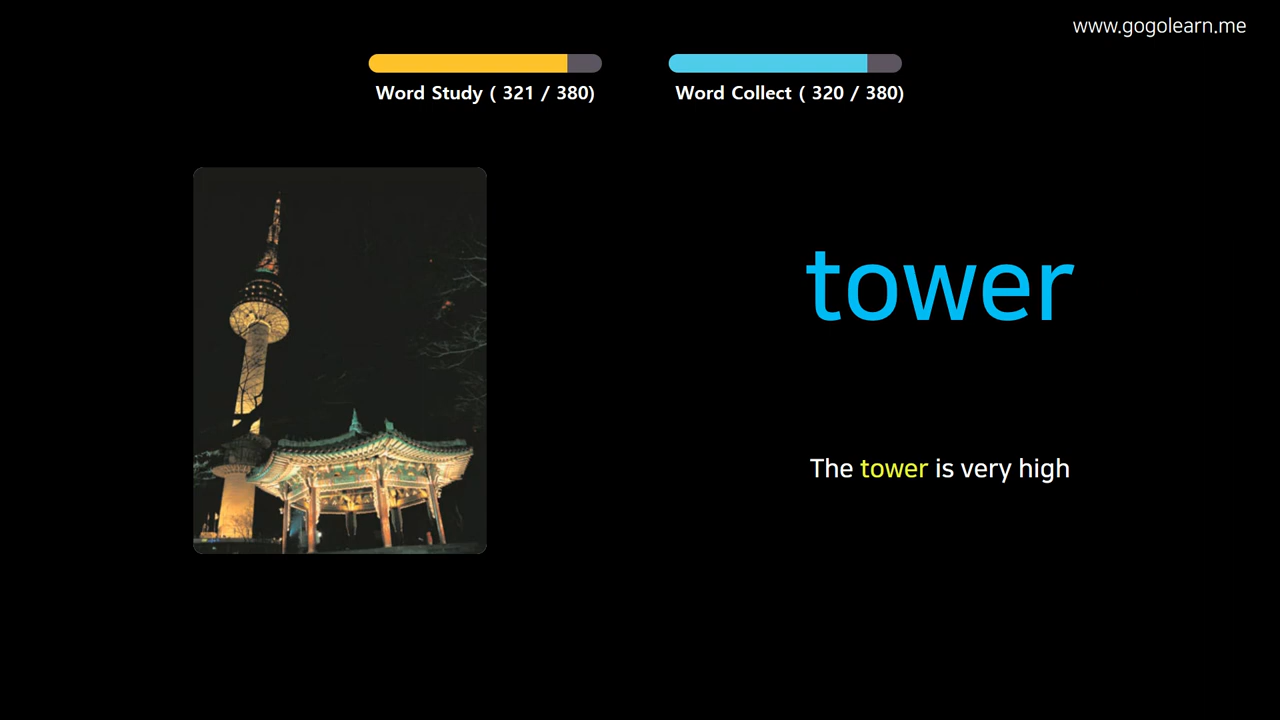 www.gogolearn.me
Word Study ( 321 / 380)
Word Collect ( 320 / 380)
tower
The tower is very high